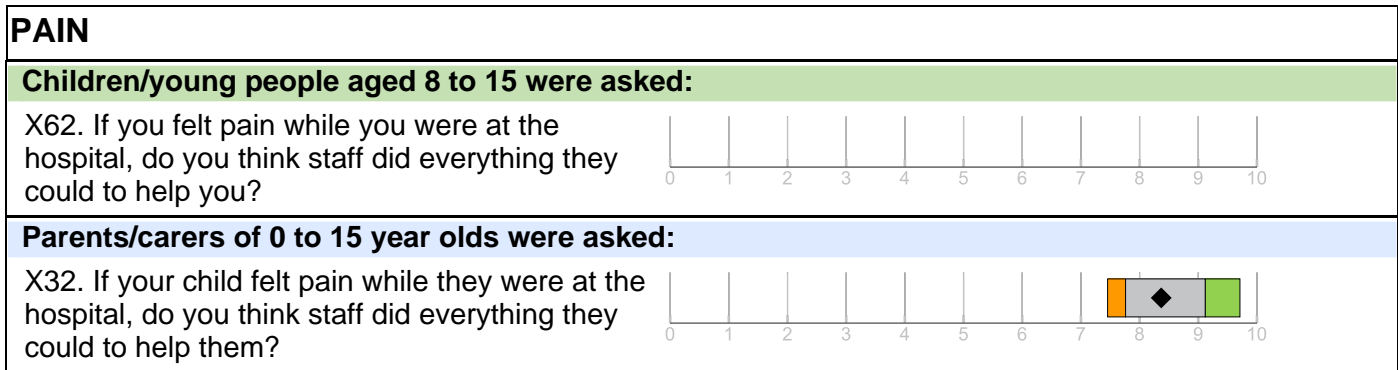 PAIN
Children/young people aged 8 to 15 were asked:
X62. If you felt pain while you were at the
hospital, do you think staff did everything they
could to help you?
0 1 2 3 4 5 6 7 8 9 10
Parents/carers of 0 to 15 year olds were asked:
X32. If your child felt pain while they were at the
hospital, do you think staff did everything they
could to help them?
0 1 2 3 4 5 6 7 8 9 10